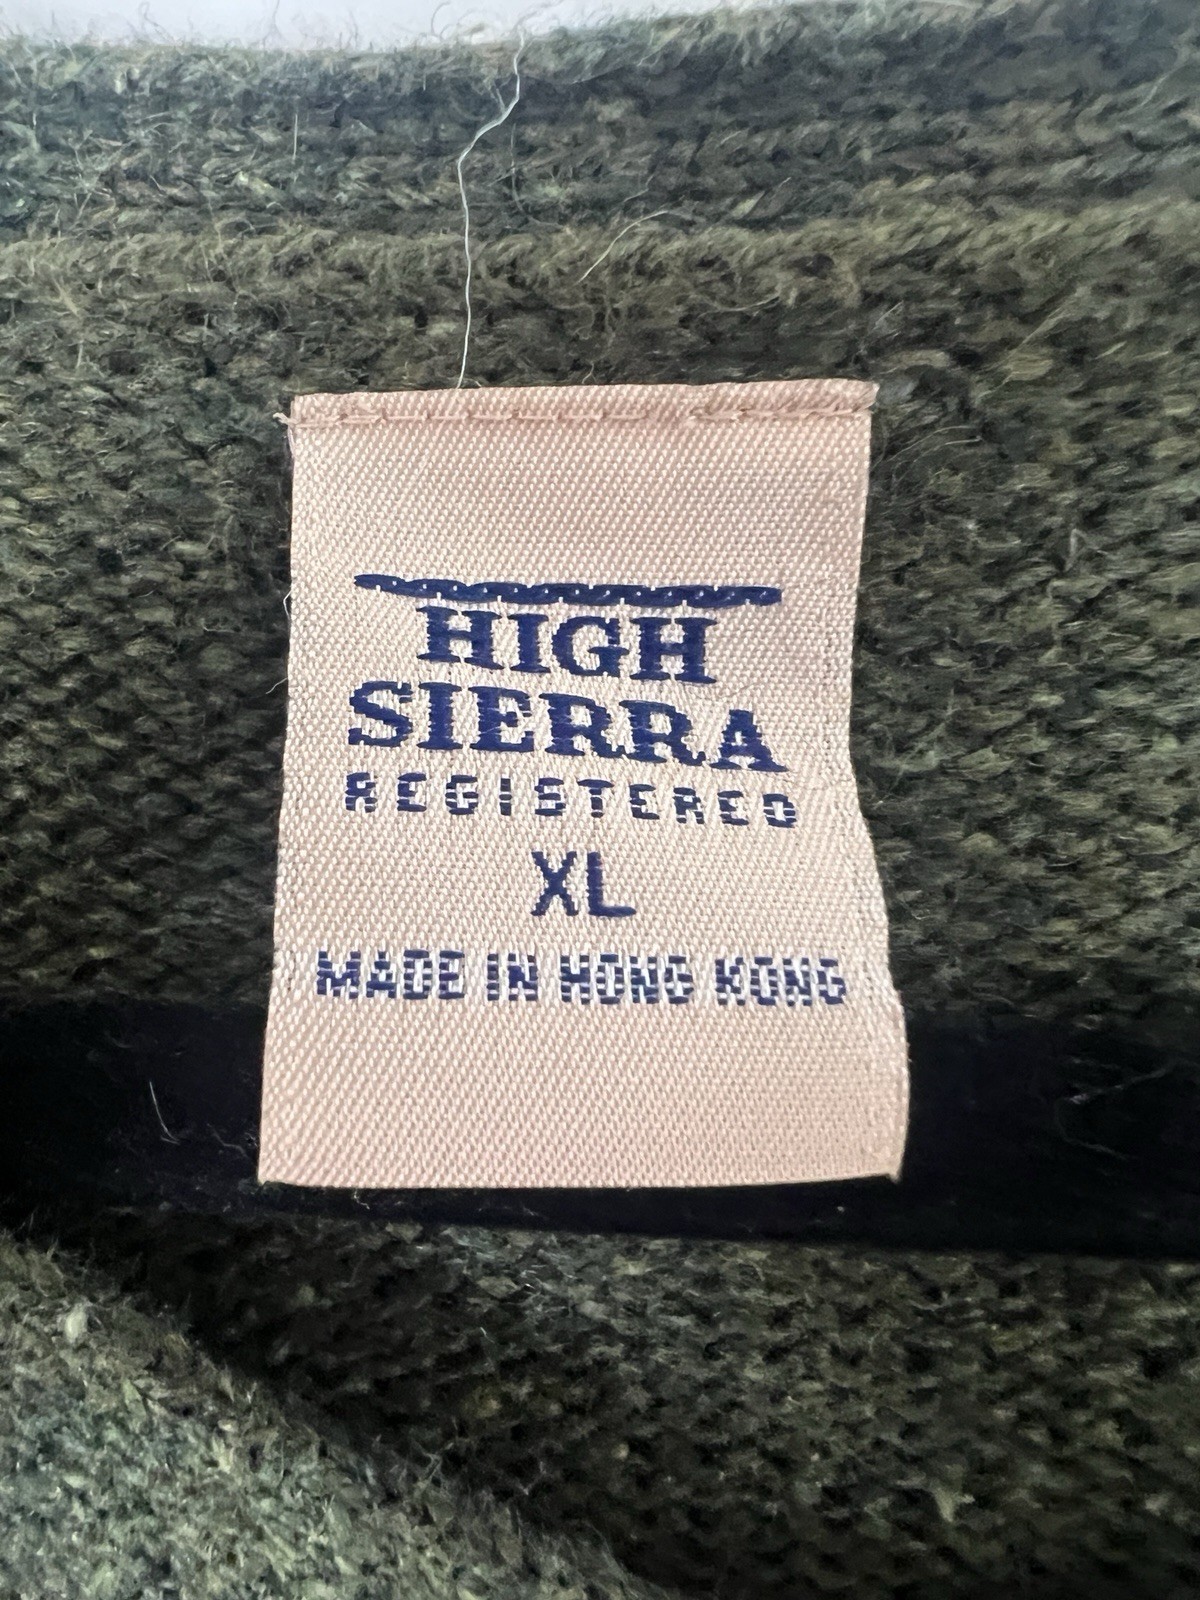 HIGH
SIERRA
REGISTERED
XL
MADE IN HONG KONG